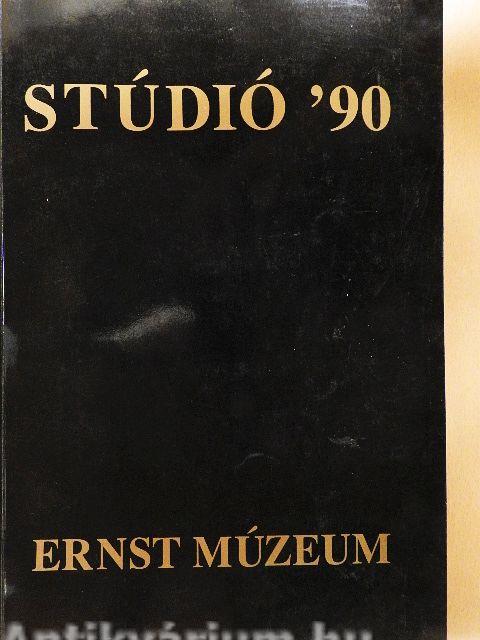 STÚDIÓ ’90
ERNST MÚZEUM
Antikvárium.hu